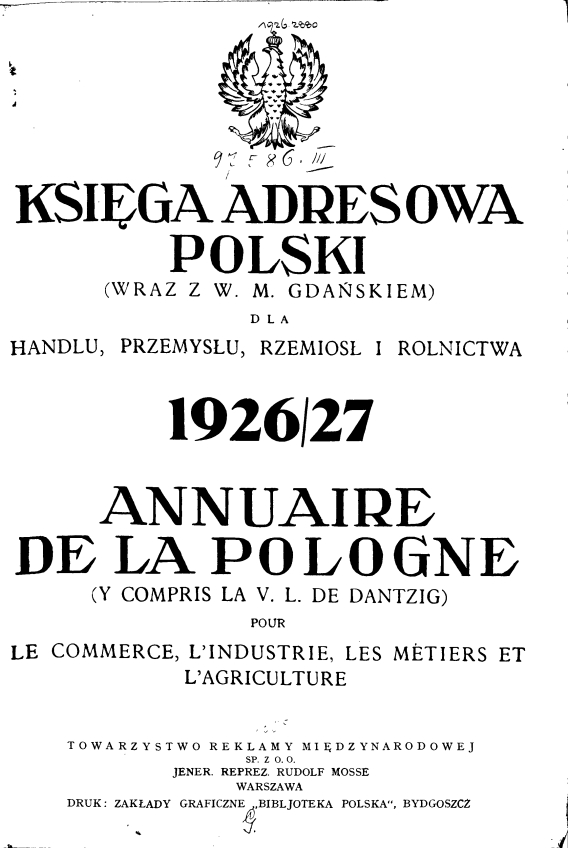 1926 2880
KSIĘGA ADRESOWA
POLSKI
(WRAZ Z W. M. GDAŃSKIEM)
DLA
HANDLU, PRZEMYSŁU, RZEMIOSŁ I ROLNICTWA
1926/27
ANNUAIRE
DE LA POLOGNE
(Y COMPRIS LA V. L. DE DANTZIG)
POUR
LE COMMERCE, L'INDUSTRIE, LES MÉTIERS ET
L'AGRICULTURE
TOWARZYSTWO REKLAMY MIĘDZYNARODOWEJ
SP. Z O. O.
JENER. REPREZ. RUDOLF MOSSE
WARSZAWA
DRUK: ZAKŁADY GRAFICZNE „BIBLJOTEKA POLSKA“, BYDGOSZCZ